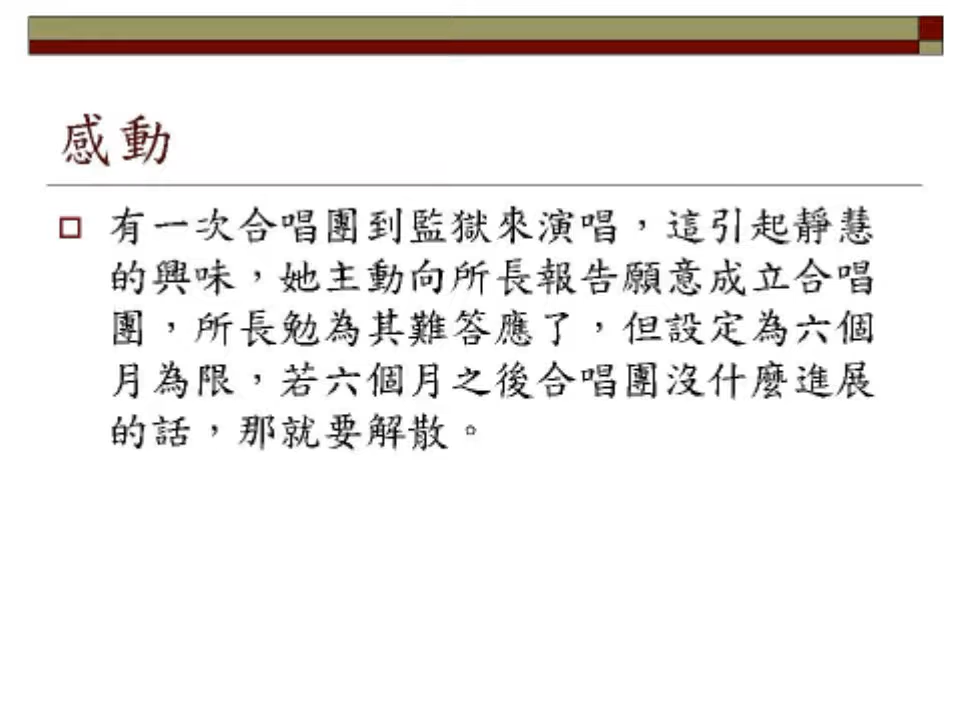 感動
有一次合唱團到監獄來演唱，這引起靜慧
的興味，她主動向所長報告願意成立合唱
團，所長勉為其難答應了，但設定為六個
月為限，若六個月之後合唱團沒什麼進展
的話，那就要解散。